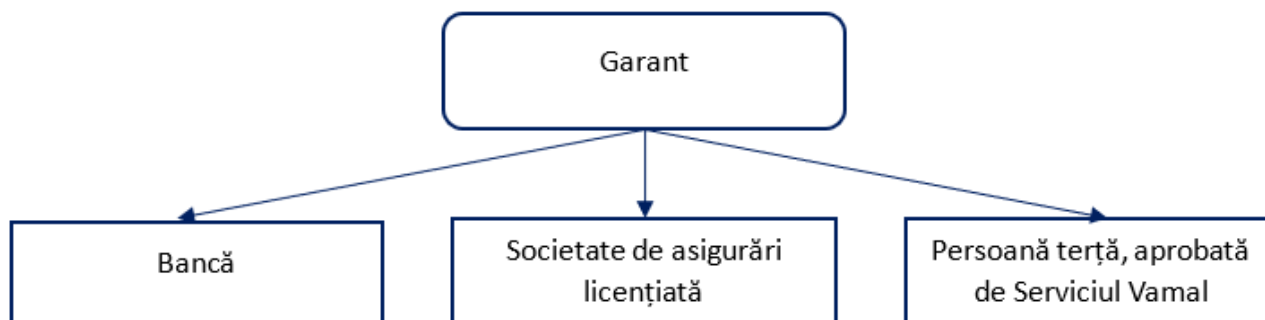 Garant
Bancă
Societate de asigurări
licențiată
Persoană terță, aprobată
de Serviciul Vamal